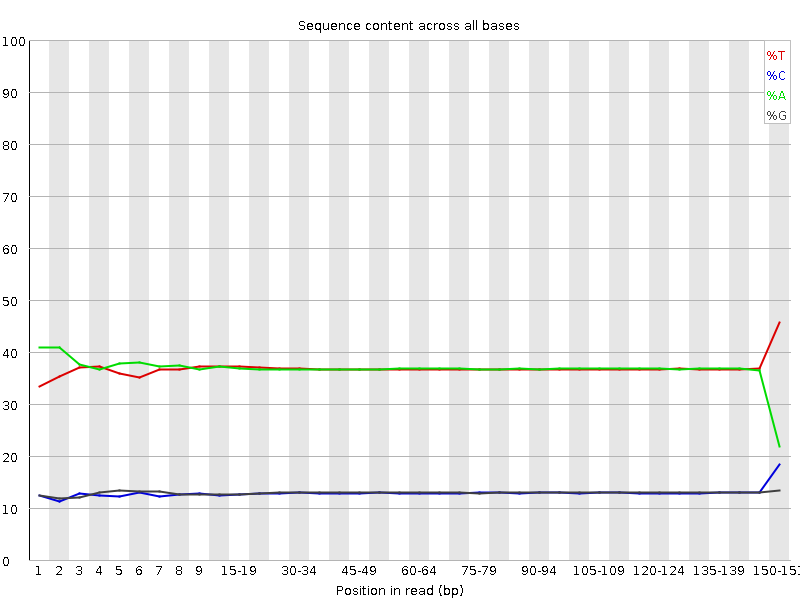 Sequence content across all bases
100
90
80
70
60
50
40
30
20
10
0
%T
%C
%A
%G
1 2 3 4 5 6 7 8 9 15-19 30-34 45-49 60-64 75-79 90-94 105-109 120-124 135-139 150-151
Position in read (bp)